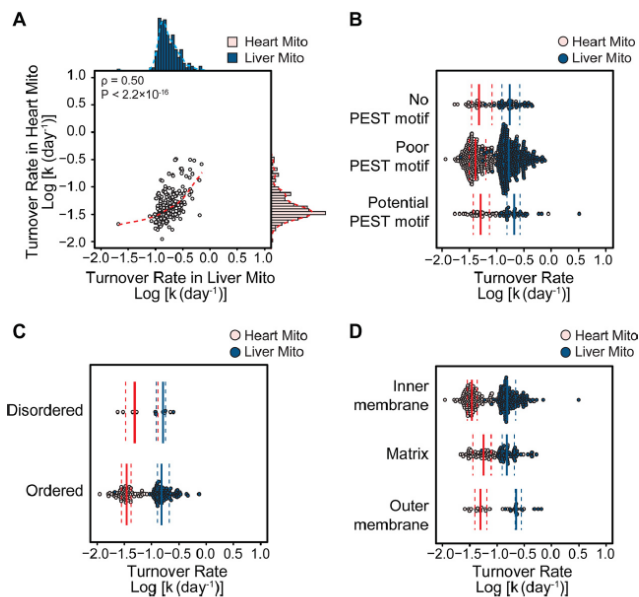 A
Heart Mito
Liver Mito
ρ = 0.50
P < 2.2×10-16
1.0
0.5
0.0
−0.5
−1.0
−1.5
−2.0
Turnover Rate in Heart Mito
Log [k (day-1)]
−2.0 −1.5 −1.0 −0.5 0.0 0.5 1.0
Turnover Rate in Liver Mito
Log [k (day-1)]
B
Heart Mito
Liver Mito
No
PEST motif
Poor
PEST motif
Potential
PEST motif
−2.0 −1.5 −1.0 −0.5 0.0 0.5 1.0
Turnover Rate
Log [k (day-1)]
C
Heart Mito
Liver Mito
Disordered
Ordered
−2.0 −1.5 −1.0 −0.5 0.0 0.5 1.0
Turnover Rate
Log [k (day-1)]
D
Heart Mito
Liver Mito
Inner
membrane
Matrix
Outer
membrane
−2.0 −1.5 −1.0 −0.5 0.0 0.5 1.0
Turnover Rate
Log [k (day-1)]